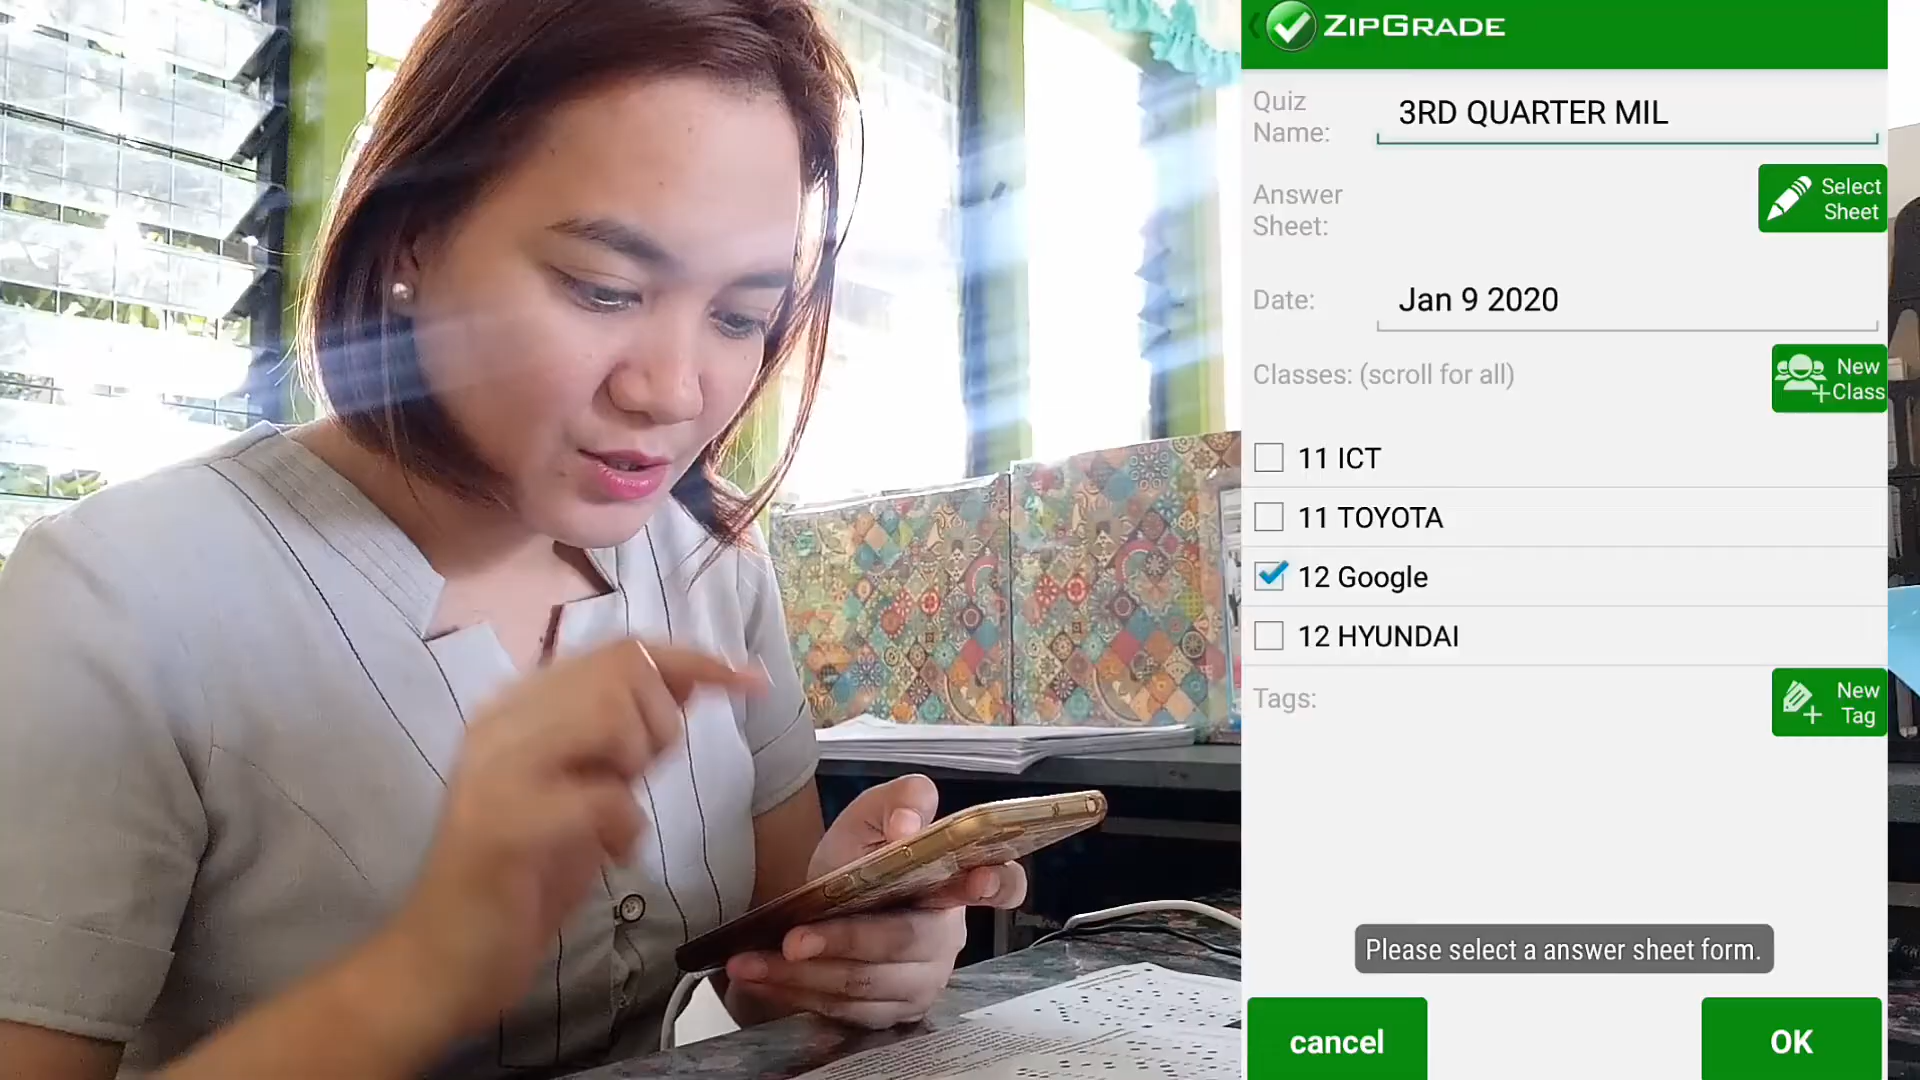 ZIPGRADE
Quiz
Name:
3RD QUARTER MIL
Answer
Sheet:
Select
Sheet
Date:
Jan 9 2020
Classes: (scroll for all)
New
Class
11 ICT
11 TOYOTA
12 Google
12 HYUNDAI
Tags:
New
Tag
Please select a answer sheet form.
cancel
OK